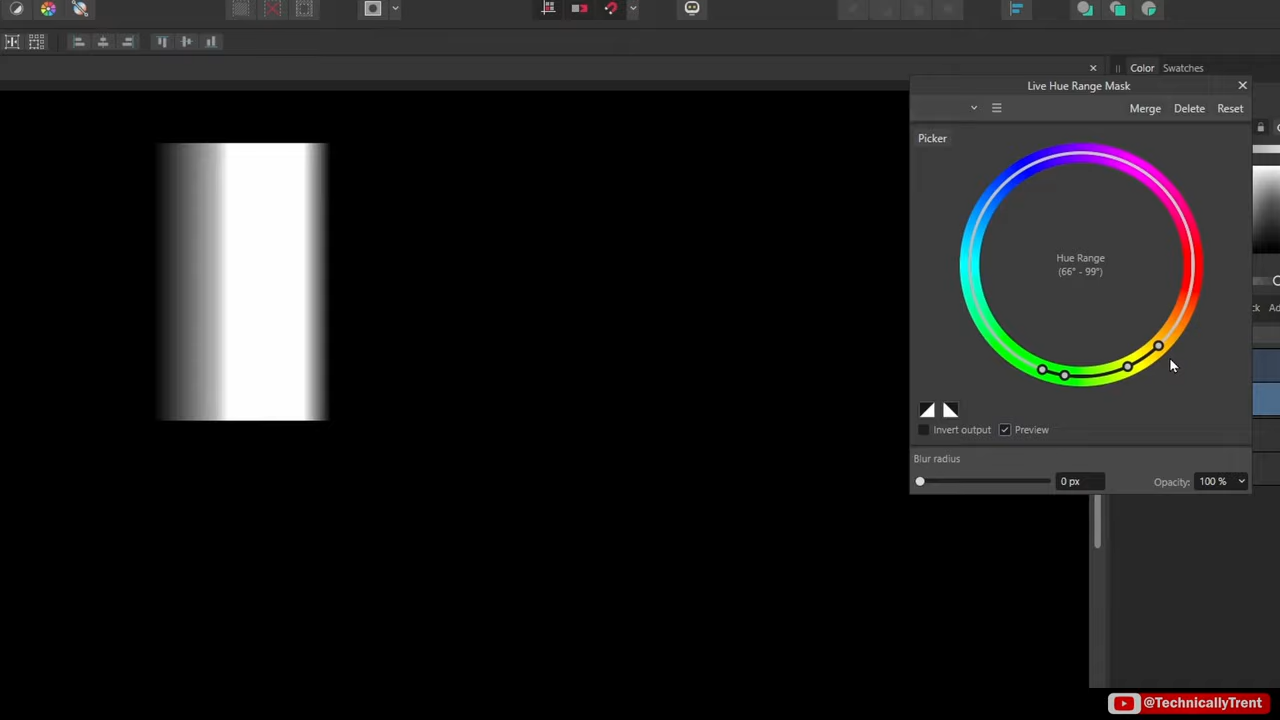 Color
Swatches
Live Hue Range Mask
Merge
Delete
Reset
Picker
Hue Range
(66° - 99°)
Invert output
Preview
Blur radius
0 px
Opacity:
100 %
@TechnicallyTrent